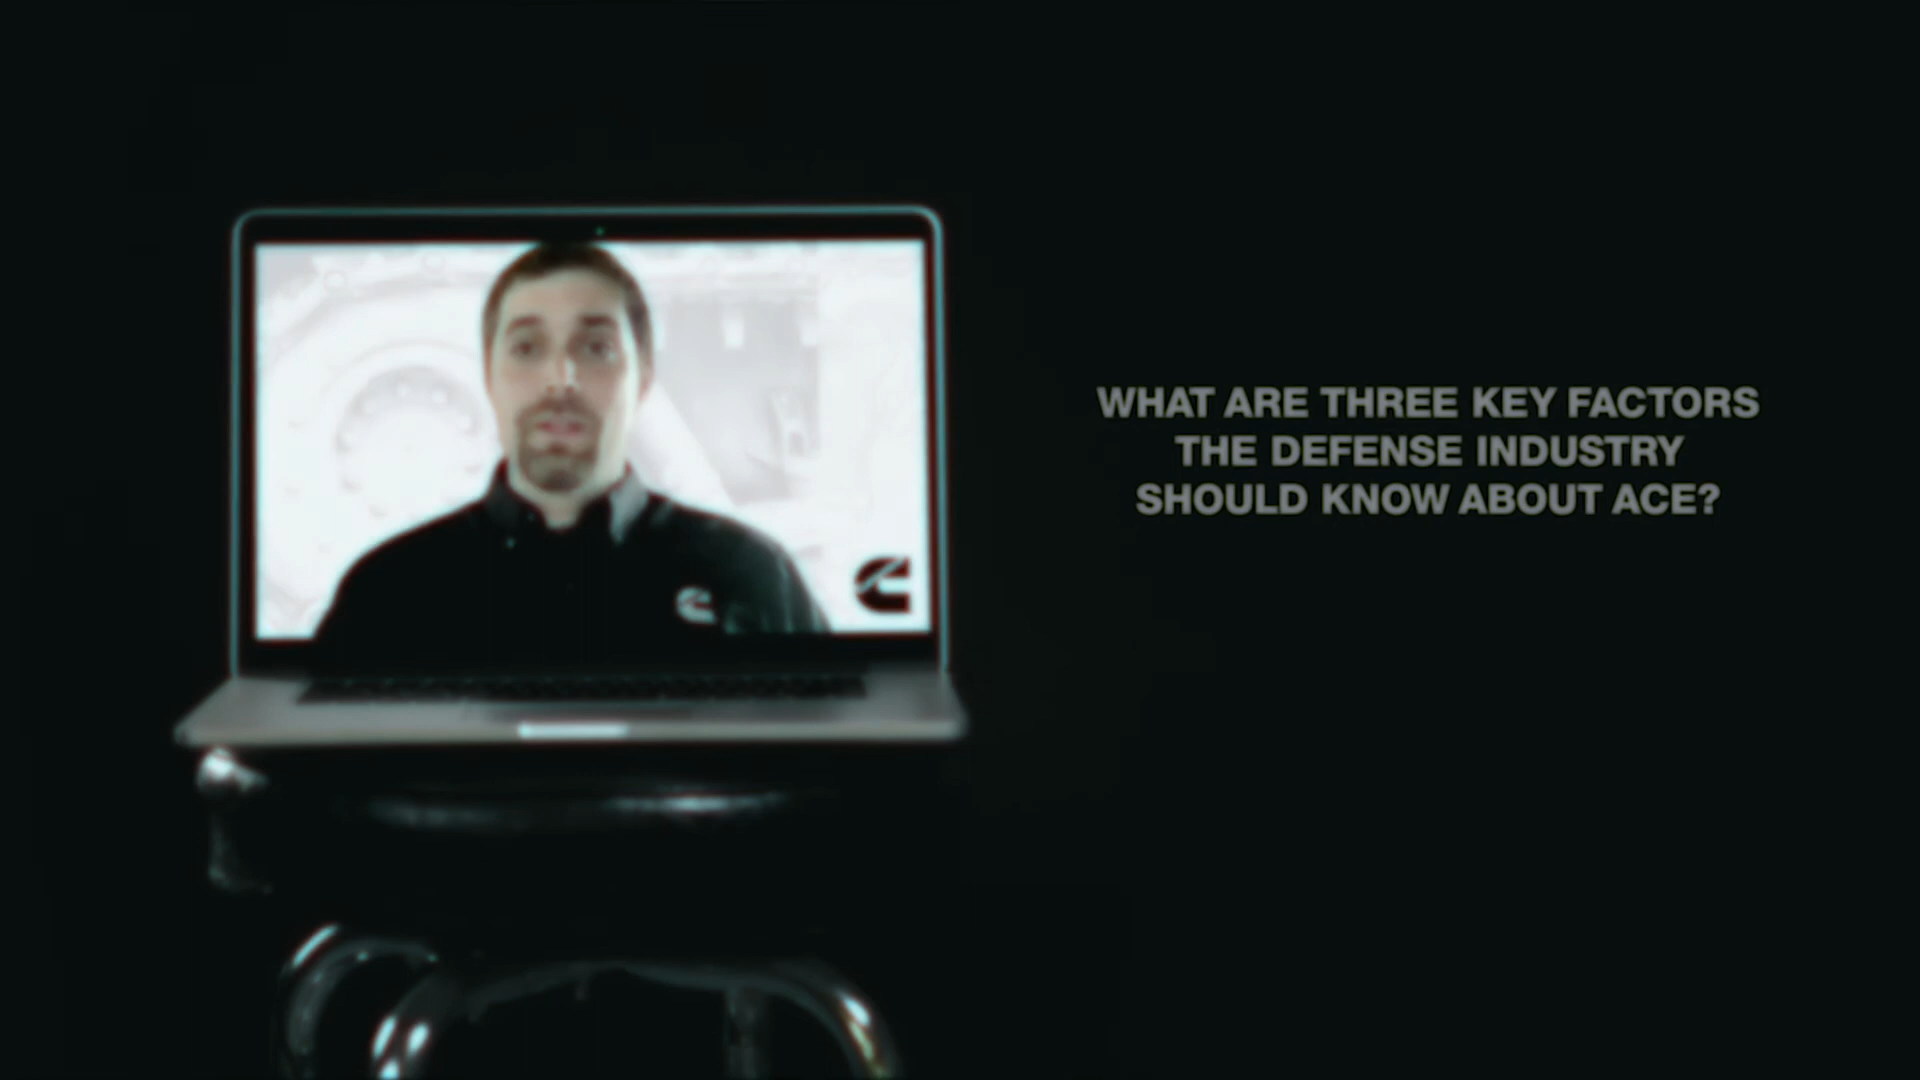 WHAT ARE THREE KEY FACTORS
THE DEFENSE INDUSTRY
SHOULD KNOW ABOUT ACE?